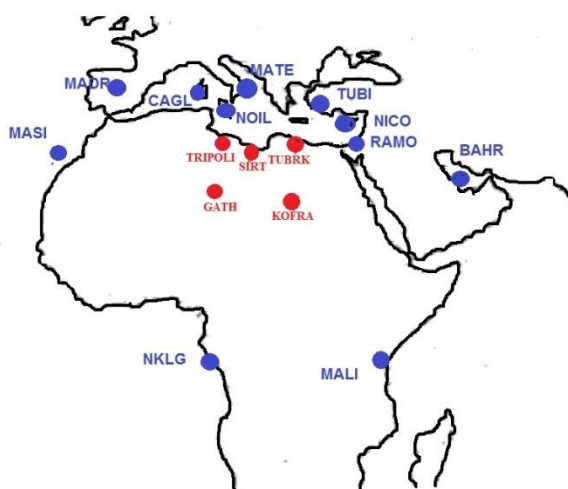 MATE
MADR
CAGL
TUBI
NOIL
NICO
MASI
RAMO
BAHR
TRIPOLI
SIRT
TUBRK
GATH
KOFRA
NKLG
MALI